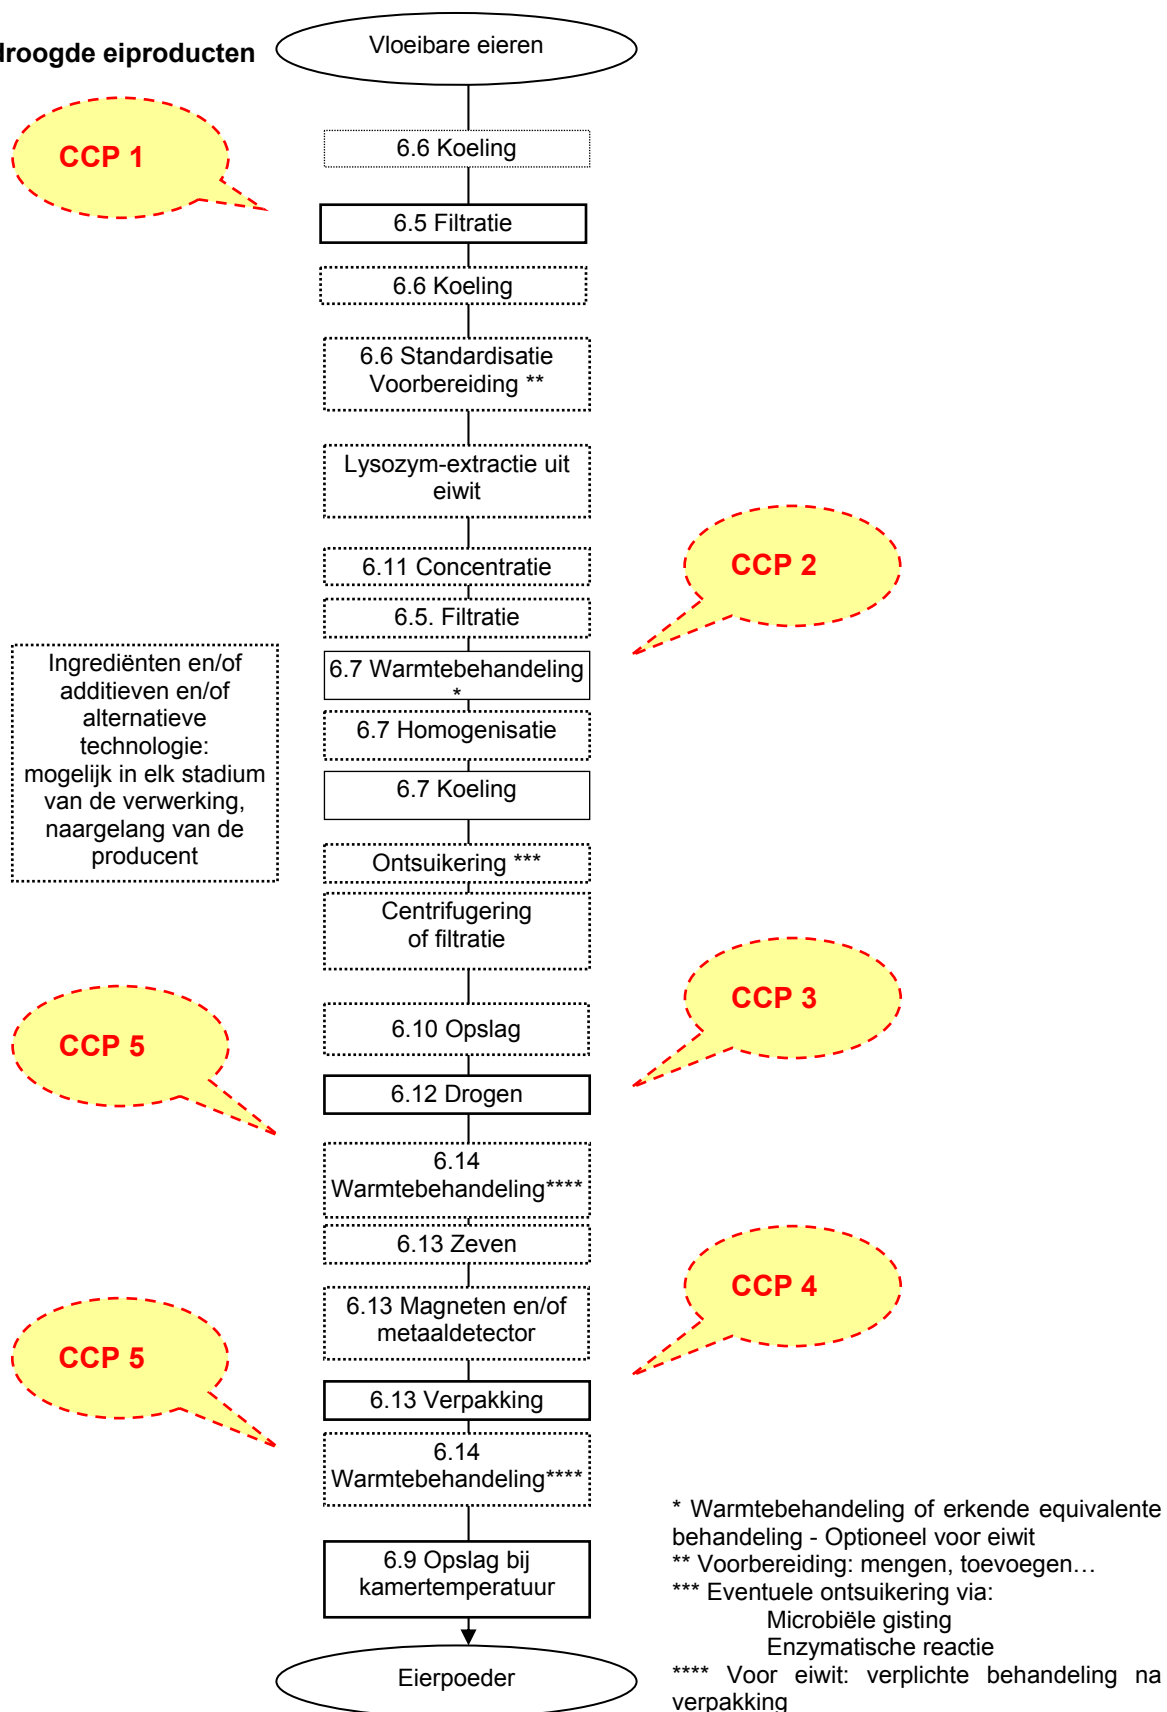 droogde eiproducten
Vloeibare eieren
CCP 1
6.6 Koeling
6.5 Filtratie
6.6 Koeling
6.6 Standardisatie
Voorbereiding **
Lysozym-extractie uit
eiwit
CCP 2
6.11 Concentratie
6.5. Filtratie
Ingrediënten en/of
additieven en/of
alternatieve
technologie:
mogelijk in elk stadium
van de verwerking,
naargelang van de
producent
6.7 Warmtebehandeling
*
6.7 Homogenisatie
6.7 Koeling
Ontsuikering ***
Centrifugering
of filtratie
CCP 3
CCP 5
6.10 Opslag
6.12 Drogen
6.14
Warmtebehandeling****
6.13 Zeven
CCP 4
6.13 Magneten en/of
metaaldetector
CCP 5
6.13 Verpakking
6.14
Warmtebehandeling****
6.9 Opslag bij
kamertemperatuur
Eierpoeder
* Warmtebehandeling of erkende equivalente
behandeling - Optioneel voor eiwit
** Voorbereiding: mengen, toevoegen…
*** Eventuele ontsuikering via:
Microbiële gisting
Enzymatische reactie
**** Voor eiwit: verplichte behandeling na
verpakking